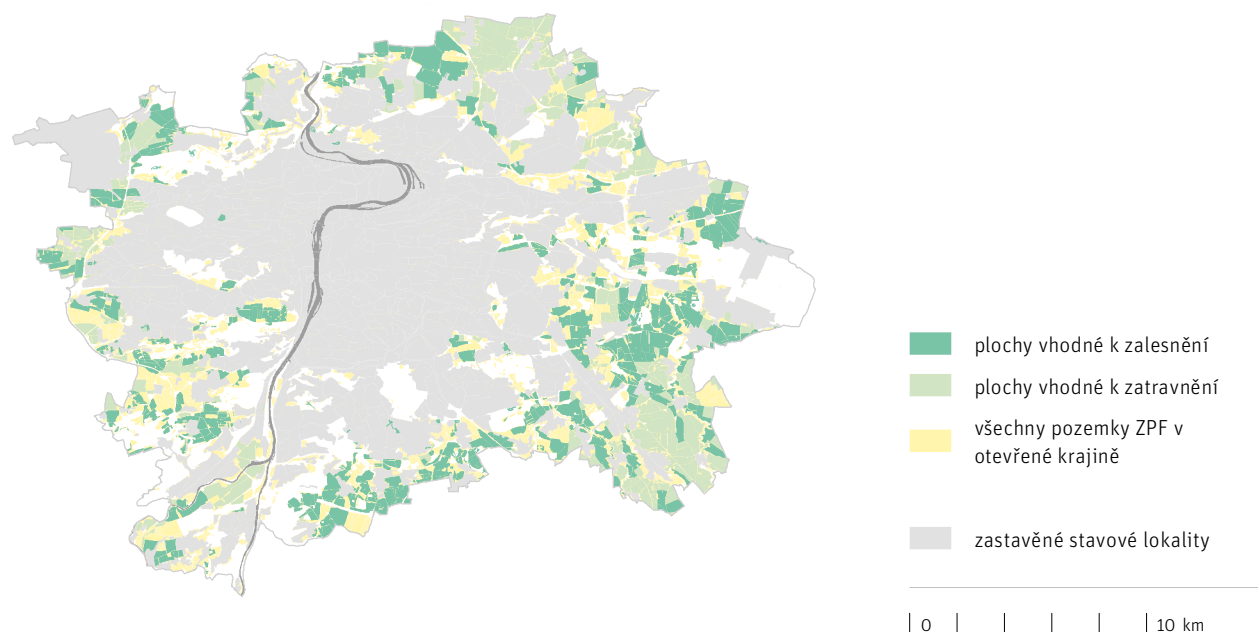 plochy vhodné k zalesnění
plochy vhodné k zatravnění
všechny pozemky ZPF v
otevřené krajině
zastavěné stavové lokality
0 10 km